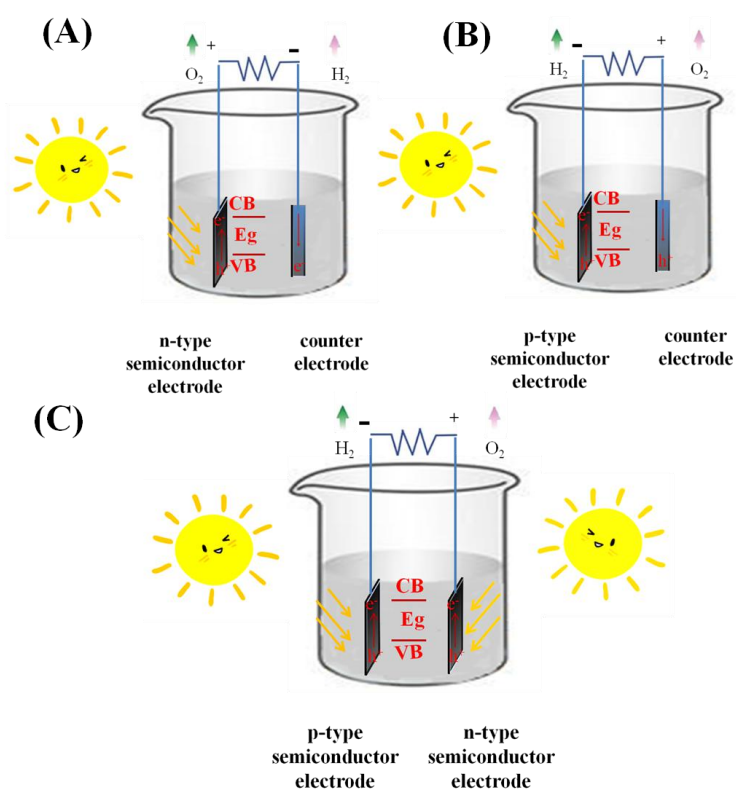 (A)
+ -
O2 H2
CB
e-
Eg
VB
e-
n-type
semiconductor
electrode
counter
electrode
(B)
- +
H2 O2
CB
e-
Eg
VB
h+
p-type
semiconductor
electrode
counter
electrode
(C)
- +
H2 O2
CB
e- e-
Eg
VB
p-type
semiconductor
electrode
n-type
semiconductor
electrode